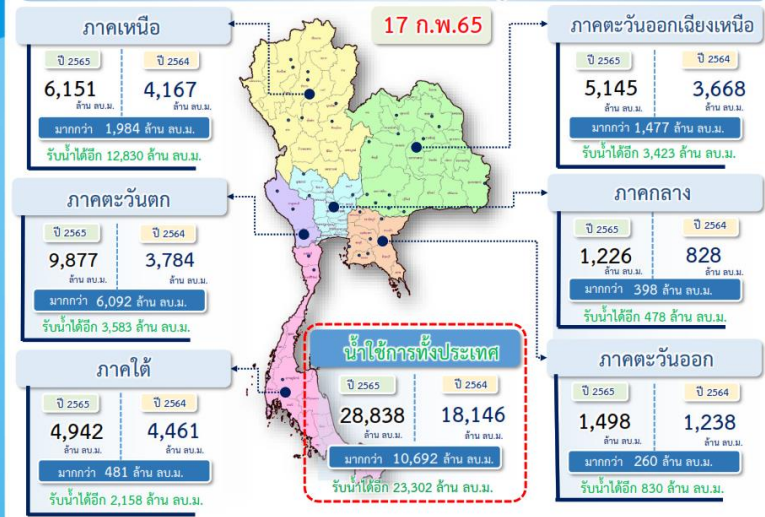 17 ก.พ.65
ภาคเหนือ
ปี 2565 ปี 2564
6,151 4,167
ล้าน ลบ.ม. ล้าน ลบ.ม.
มากกว่า 1,984 ล้าน ลบ.ม.
รับน้ำได้อีก 12,830 ล้าน ลบ.ม.
ภาคตะวันออกเฉียงเหนือ
ปี 2565 ปี 2564
5,145 3,668
ล้าน ลบ.ม. ล้าน ลบ.ม.
มากกว่า 1,477 ล้าน ลบ.ม.
รับน้ำได้อีก 3,423 ล้าน ลบ.ม.
ภาคตะวันตก
ปี 2565 ปี 2564
9,877 3,784
ล้าน ลบ.ม. ล้าน ลบ.ม.
มากกว่า 6,092 ล้าน ลบ.ม.
รับน้ำได้อีก 3,583 ล้าน ลบ.ม.
ภาคกลาง
ปี 2565 ปี 2564
1,226 828
ล้าน ลบ.ม. ล้าน ลบ.ม.
มากกว่า 398 ล้าน ลบ.ม.
รับน้ำได้อีก 478 ล้าน ลบ.ม.
ภาคใต้
ปี 2565 ปี 2564
4,942 4,461
ล้าน ลบ.ม. ล้าน ลบ.ม.
มากกว่า 481 ล้าน ลบ.ม.
รับน้ำได้อีก 2,158 ล้าน ลบ.ม.
น้ำใช้การทั้งประเทศ
ปี 2565 ปี 2564
28,838 18,146
ล้าน ลบ.ม. ล้าน ลบ.ม.
มากกว่า 10,692 ล้าน ลบ.ม.
รับน้ำได้อีก 23,302 ล้าน ลบ.ม.
ภาคตะวันออก
ปี 2565 ปี 2564
1,498 1,238
ล้าน ลบ.ม. ล้าน ลบ.ม.
มากกว่า 260 ล้าน ลบ.ม.
รับน้ำได้อีก 830 ล้าน ลบ.ม.